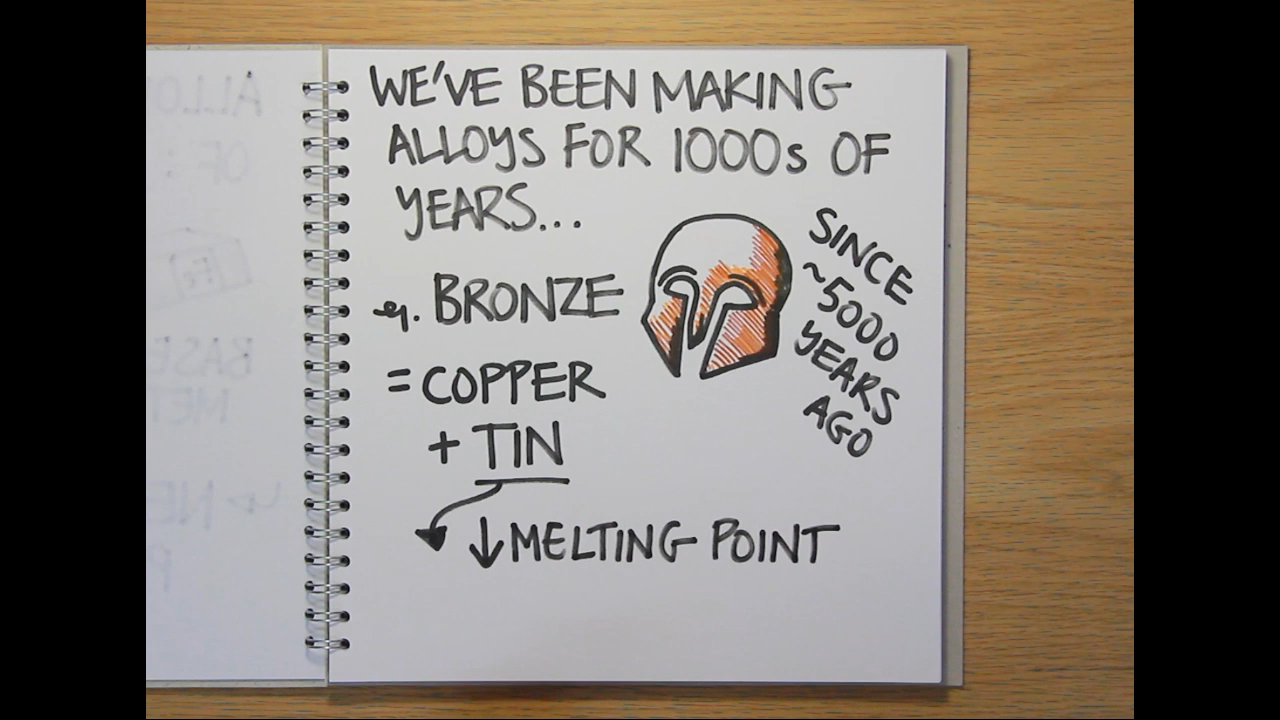 WE'VE BEEN MAKING
ALLOYS FOR 1000s OF
YEARS...
eg. BRONZE
= COPPER
+ TIN
↓ MELTING POINT
SINCE
~5000
YEARS
AGO